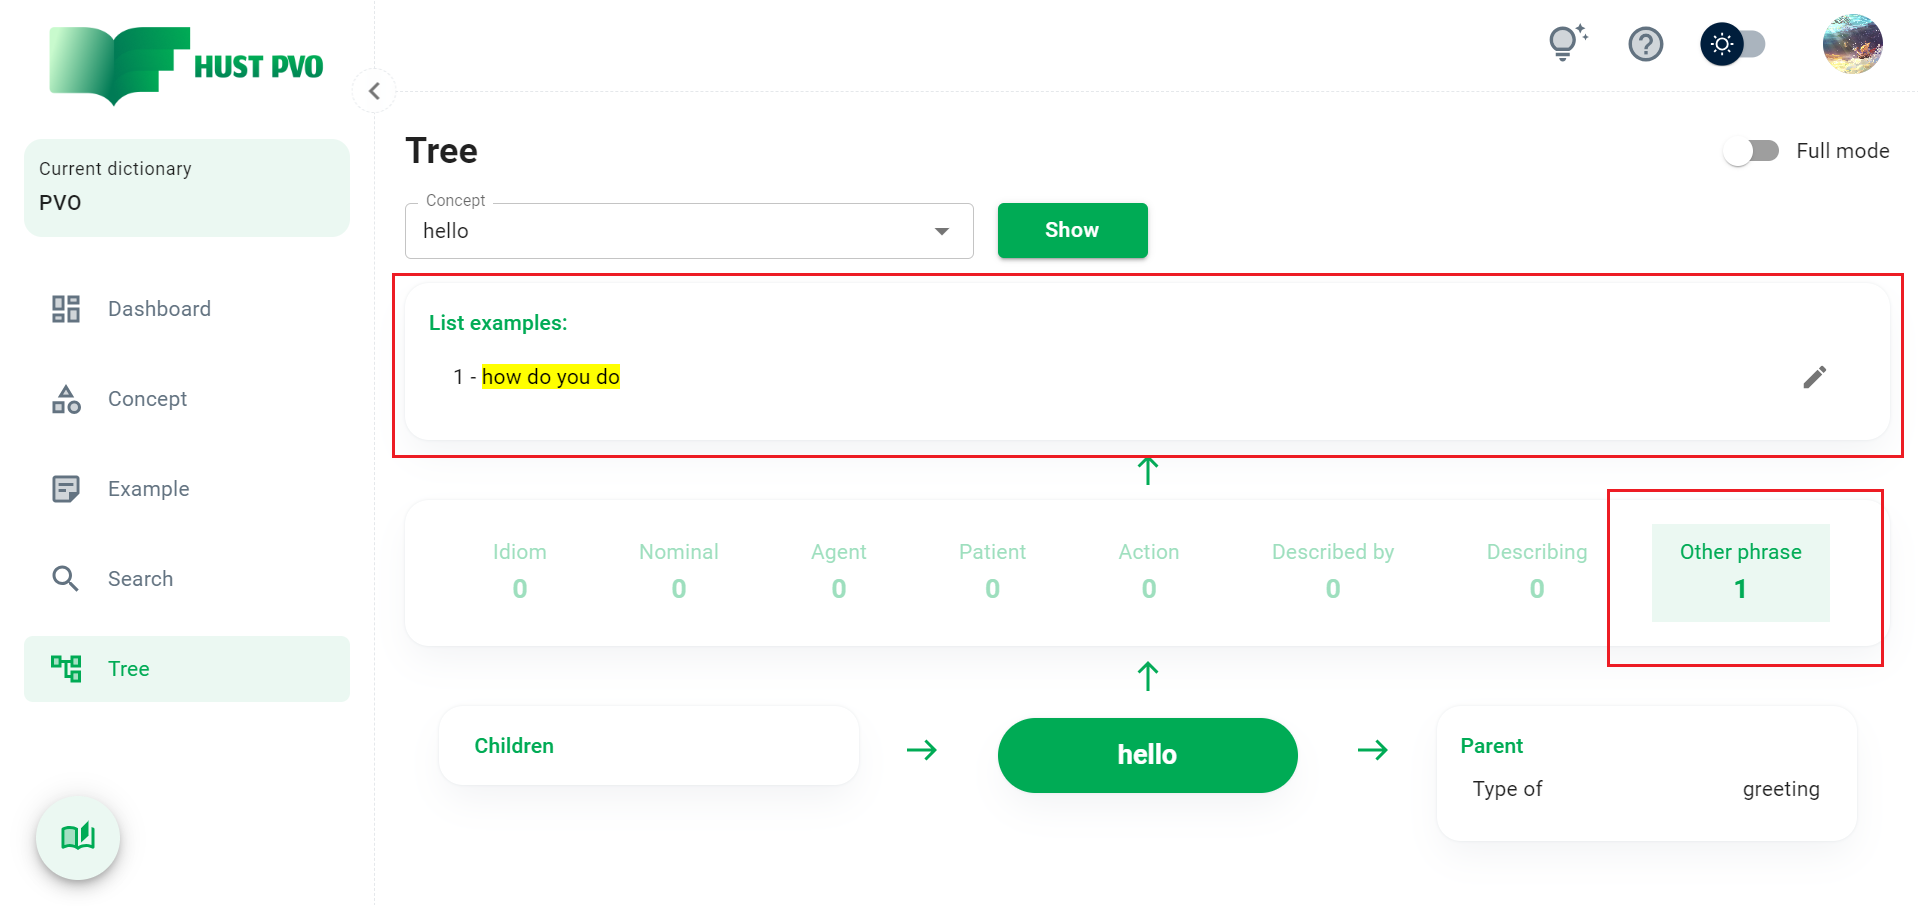 HUST PVO
Current dictionary
PVO
Dashboard
Concept
Example
Search
Tree
Tree
Full mode
Concept
hello
Show
List examples:
1 - how do you do
Idiom Nominal Agent Patient Action Described by Describing Other phrase
0 0 0 0 0 0 0 1
Children
hello
Parent
Type of greeting